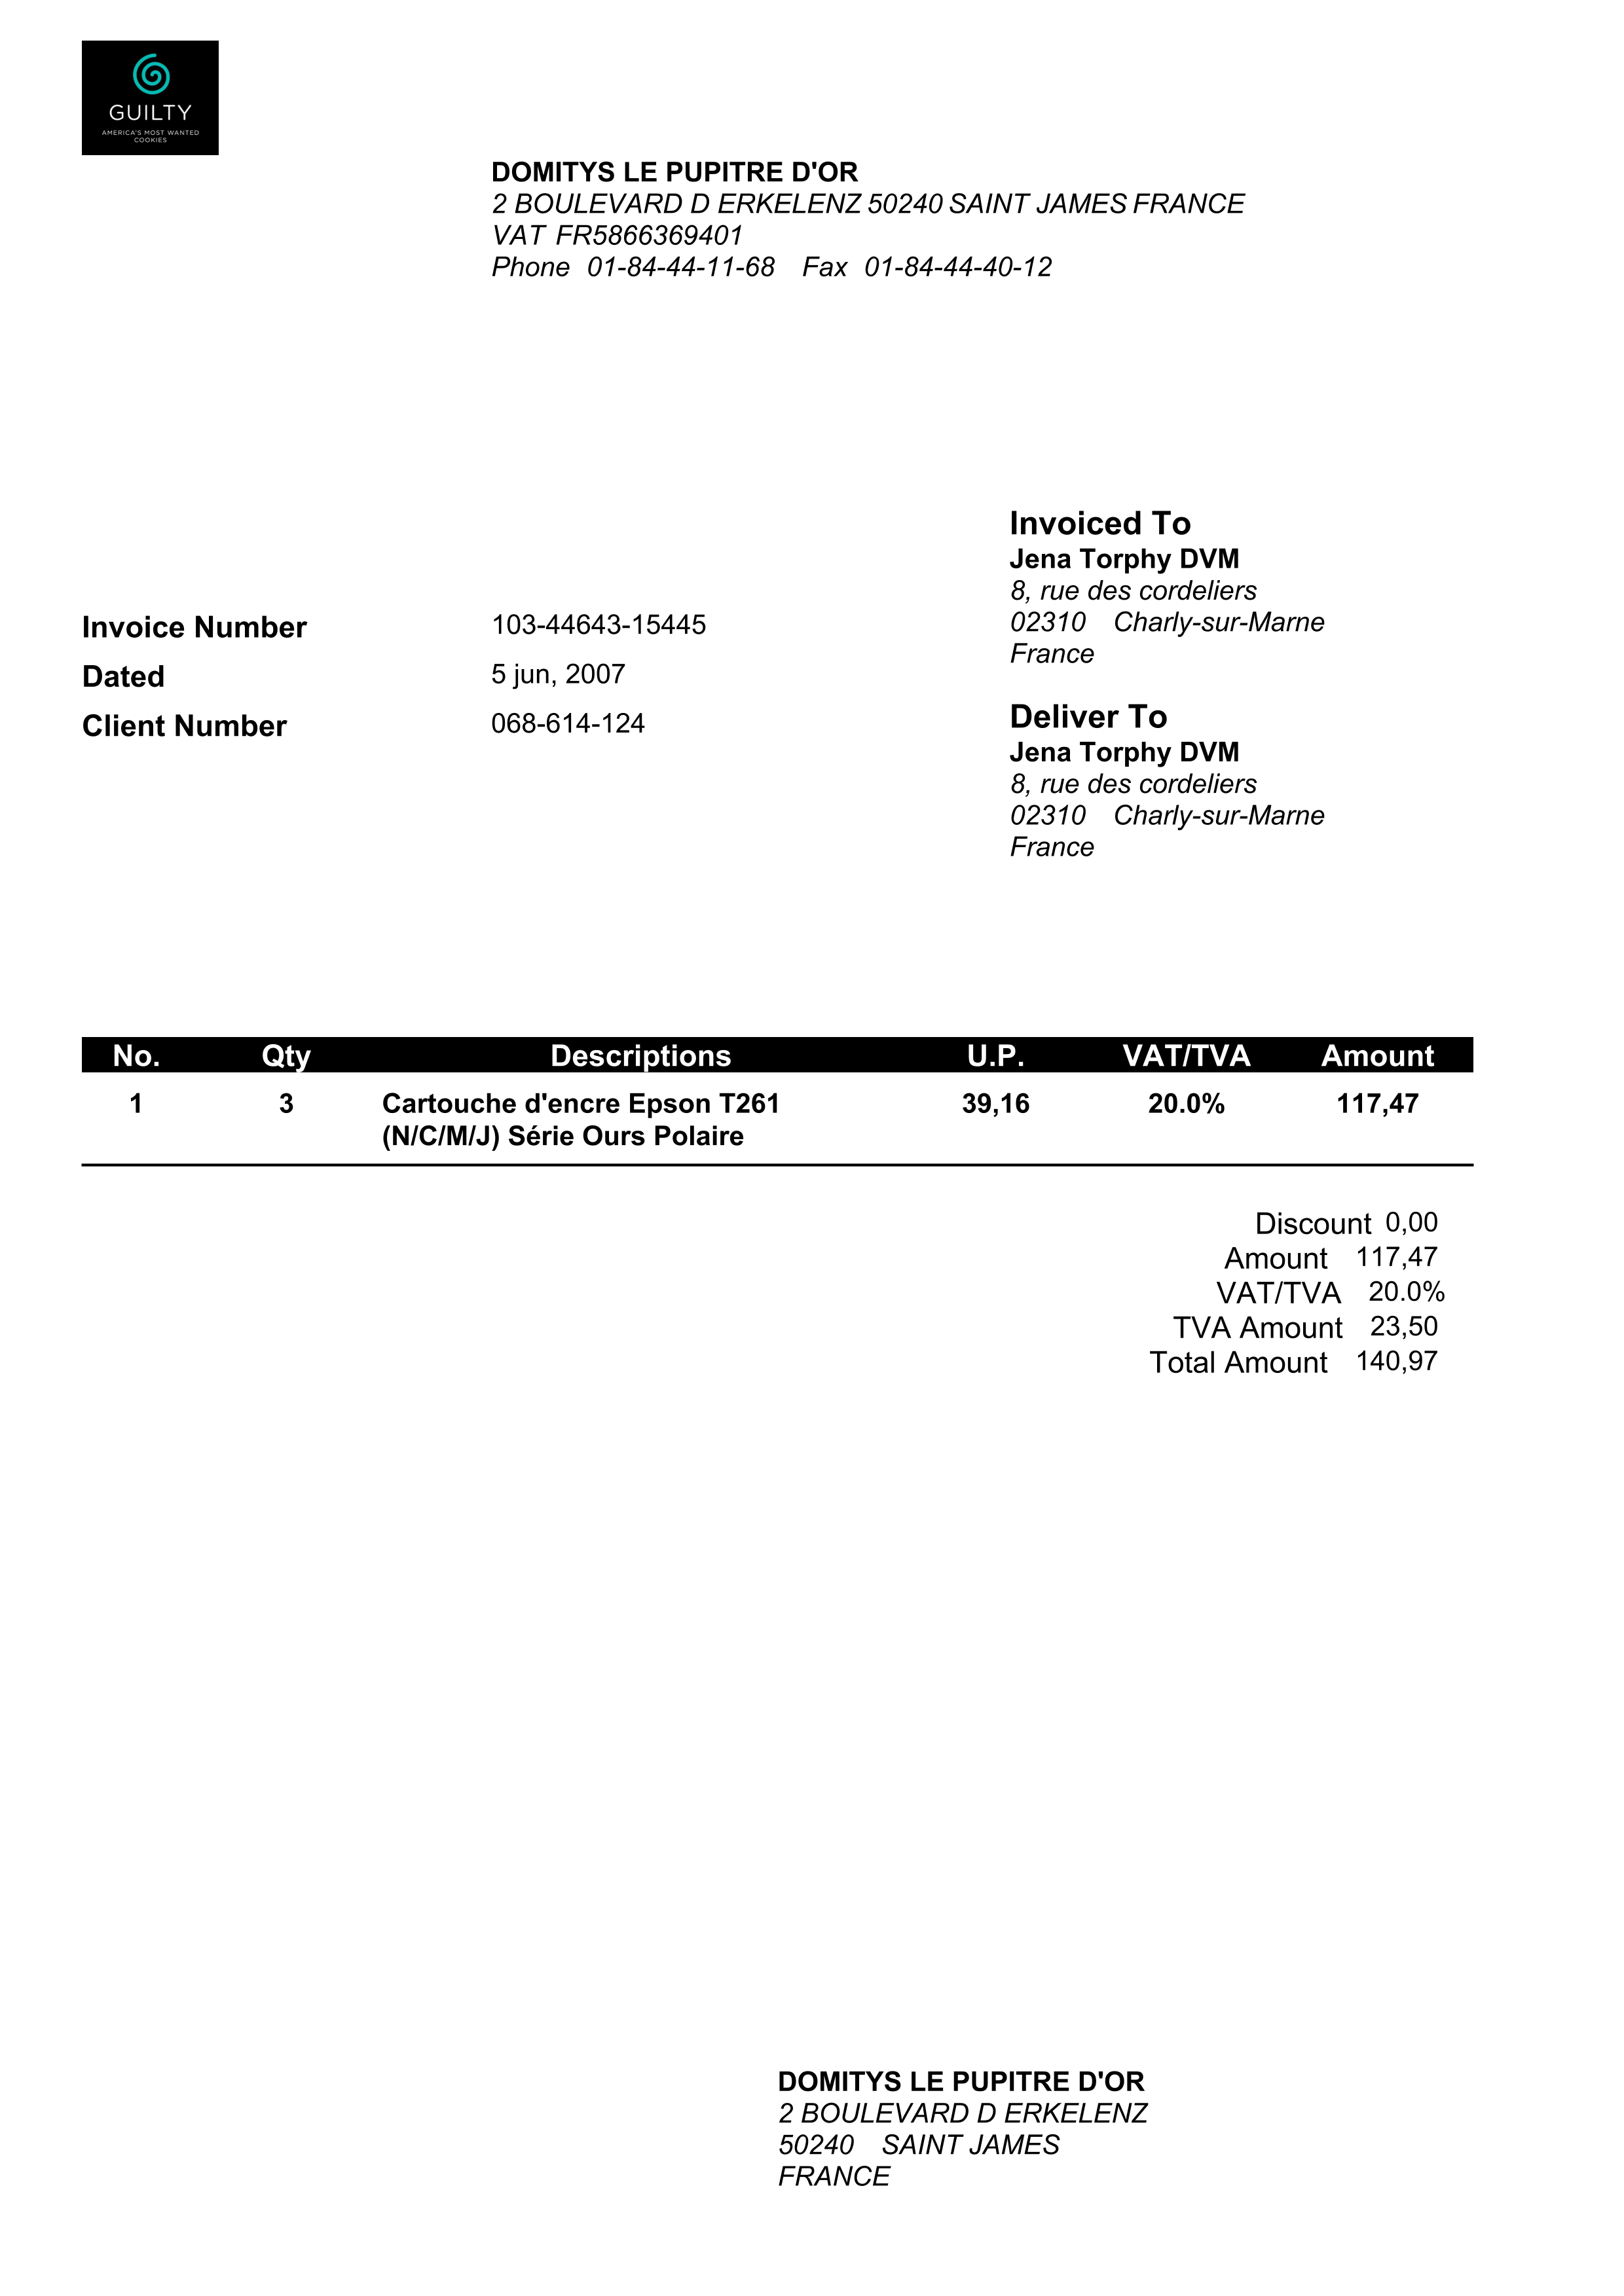 GUILTY
AMERICA'S MOST WANTED
COOKIES
DOMITYS LE PUPITRE D'OR
2 BOULEVARD D ERKELENZ 50240 SAINT JAMES FRANCE
VAT FR5866369401
Phone 01-84-44-11-68 Fax 01-84-44-40-12
Invoiced To
Jena Torphy DVM
8, rue des cordeliers
02310 Charly-sur-Marne
France
Invoice Number 103-44643-15445
Dated 5 jun, 2007
Client Number 068-614-124
Deliver To
Jena Torphy DVM
8, rue des cordeliers
02310 Charly-sur-Marne
France
No. Qty Descriptions U.P. VAT/TVA Amount
1 3 Cartouche d'encre Epson T261 39,16 20.0% 117,47
(N/C/M/J) Série Ours Polaire
Discount 0,00
Amount 117,47
VAT/TVA 20.0%
TVA Amount 23,50
Total Amount 140,97
DOMITYS LE PUPITRE D'OR
2 BOULEVARD D ERKELENZ
50240 SAINT JAMES
FRANCE